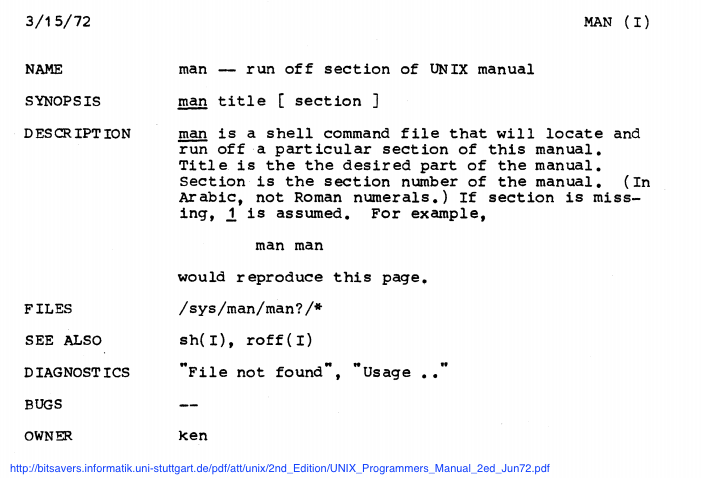 3/15/72 MAN (I)
NAME man -- run off section of UNIX manual
SYNOPSIS man title [ section ]
DESCRIPTION man is a shell command file that will locate and
run off a particular section of this manual.
Title is the the desired part of the manual.
Section is the section number of the manual. (In
Arabic, not Roman numerals.) If section is miss-
ing, 1 is assumed. For example,
man man
would reproduce this page.
FILES /sys/man/man?/*
SEE ALSO sh(I), roff(I)
DIAGNOSTICS "File not found", "Usage .."
BUGS --
OWNER ken
http://bitsavers.informatik.uni-stuttgart.de/pdf/att/unix/2nd_Edition/UNIX_Programmers_Manual_2ed_Jun72.pdf